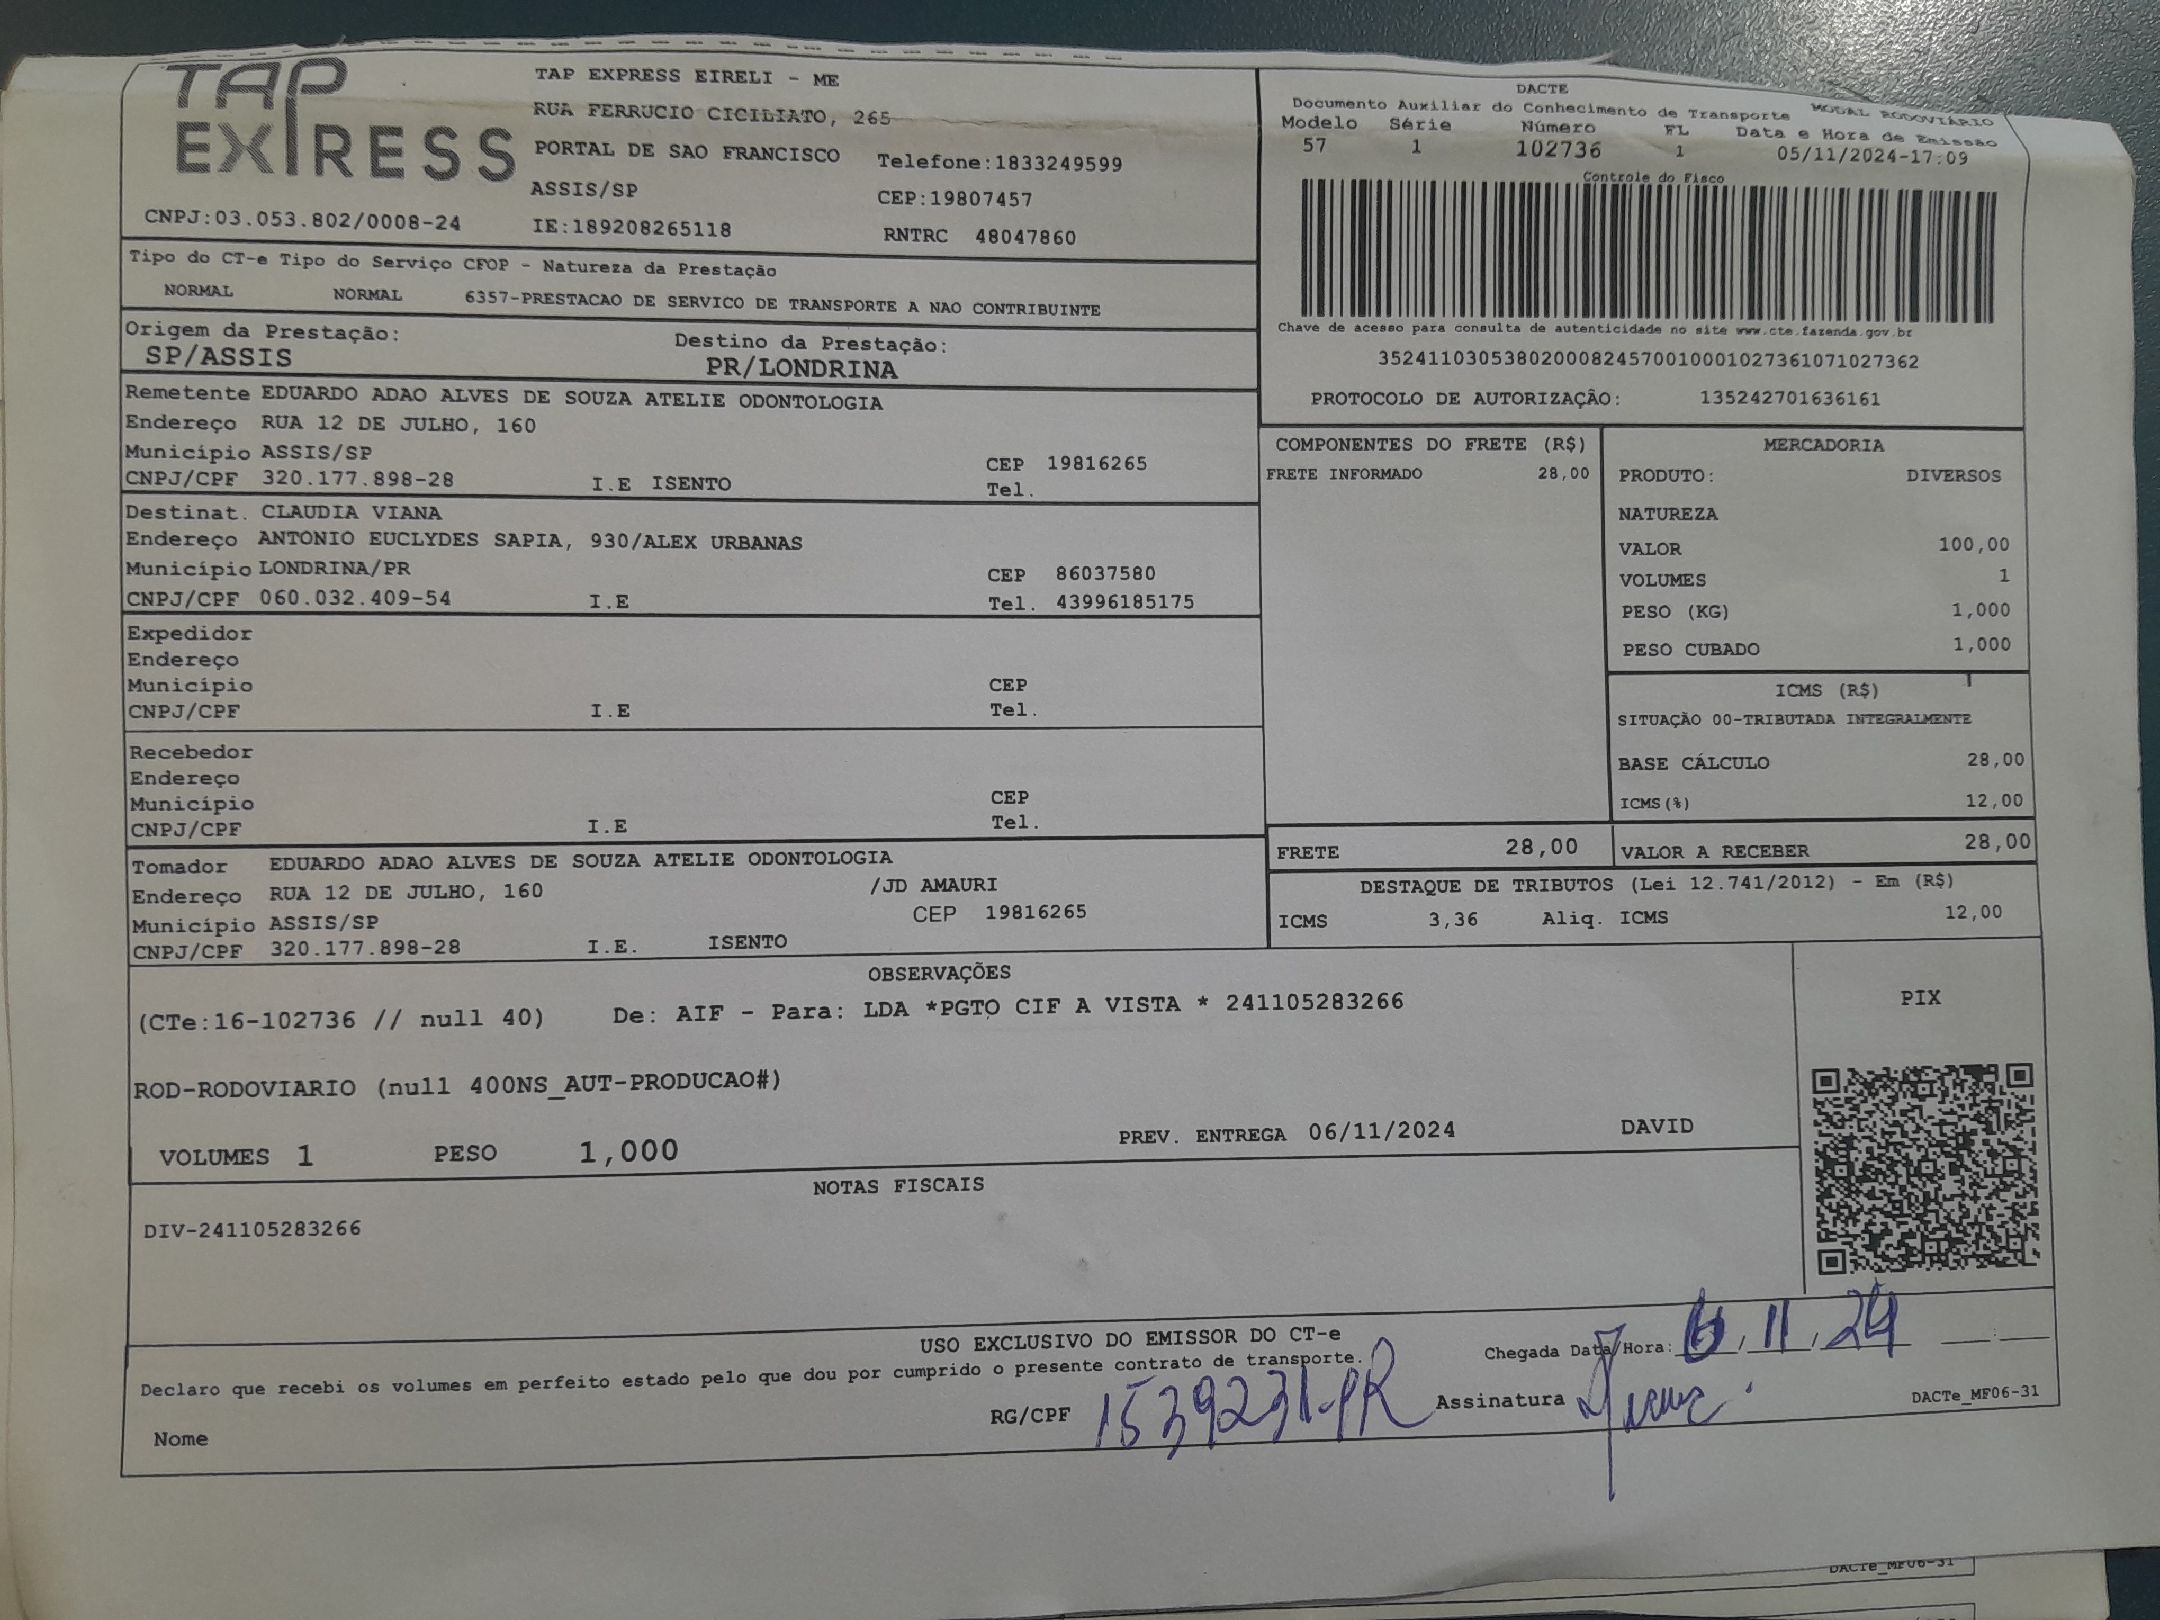 TAP
EXPRESS
TAP EXPRESS EIRELI - ME
RUA FERRUCIO CICILIATO, 265
PORTAL DE SAO FRANCISCO Telefone:1833249599
ASSIS/SP CEP:19807457
CNPJ:03.053.802/0008-24 IE:189208265118 RNTRC 48047860
DACTE
Documento Auxiliar do Conhecimento de Transporte MODAL RODOVIÁRIO
Modelo Série Número FL Data e Hora de Emissão
57 1 102736 1 05/11/2024-17:09
Controle do Fisco
Chave de acesso para consulta de autenticidade no site www.cte.fazenda.gov.br
35241103053802000824570010001027361071027362
PROTOCOLO DE AUTORIZAÇÃO: 135242701636161
Tipo do CT-e Tipo do Serviço CFOP - Natureza da Prestação
NORMAL NORMAL 6357-PRESTACAO DE SERVICO DE TRANSPORTE A NAO CONTRIBUINTE
Origem da Prestação: Destino da Prestação:
SP/ASSIS PR/LONDRINA
Remetente EDUARDO ADAO ALVES DE SOUZA ATELIE ODONTOLOGIA
Endereço RUA 12 DE JULHO, 160
Município ASSIS/SP CEP 19816265
CNPJ/CPF 320.177.898-28 I.E ISENTO Tel.
Destinat. CLAUDIA VIANA
Endereço ANTONIO EUCLYDES SAPIA, 930/ALEX URBANAS
Município LONDRINA/PR CEP 86037580
CNPJ/CPF 060.032.409-54 I.E Tel. 43996185175
Expedidor
Endereço
Município CEP
CNPJ/CPF I.E Tel.
Recebedor
Endereço
Município CEP
CNPJ/CPF I.E Tel.
Tomador EDUARDO ADAO ALVES DE SOUZA ATELIE ODONTOLOGIA
Endereço RUA 12 DE JULHO, 160 /JD AMAURI
Município ASSIS/SP CEP 19816265
CNPJ/CPF 320.177.898-28 I.E. ISENTO
COMPONENTES DO FRETE (R$)
FRETE INFORMADO 28,00
MERCADORIA
PRODUTO: DIVERSOS
NATUREZA
VALOR 100,00
VOLUMES 1
PESO (KG) 1,000
PESO CUBADO 1,000
ICMS (R$)
SITUAÇÃO 00-TRIBUTADA INTEGRALMENTE
BASE CÁLCULO 28,00
ICMS(%) 12,00
FRETE 28,00 VALOR A RECEBER 28,00
DESTAQUE DE TRIBUTOS (Lei 12.741/2012) - Em (R$)
ICMS 3,36 Aliq. ICMS 12,00
OBSERVAÇÕES
(CTe:16-102736 // null 40) De: AIF - Para: LDA *PGTO CIF A VISTA * 241105283266
ROD-RODOVIARIO (null 400NS_AUT-PRODUCAO#)
VOLUMES 1 PESO 1,000 PREV. ENTREGA 06/11/2024 DAVID
PIX
NOTAS FISCAIS
DIV-241105283266
USO EXCLUSIVO DO EMISSOR DO CT-e
Declaro que recebi os volumes em perfeito estado pelo que dou por cumprido o presente contrato de transporte.
Chegada Data/Hora: 6/11/24 __:__
Nome RG/CPF 1539231-PR Assinatura
DACTe_MF06-31
DACTe_MF06-31